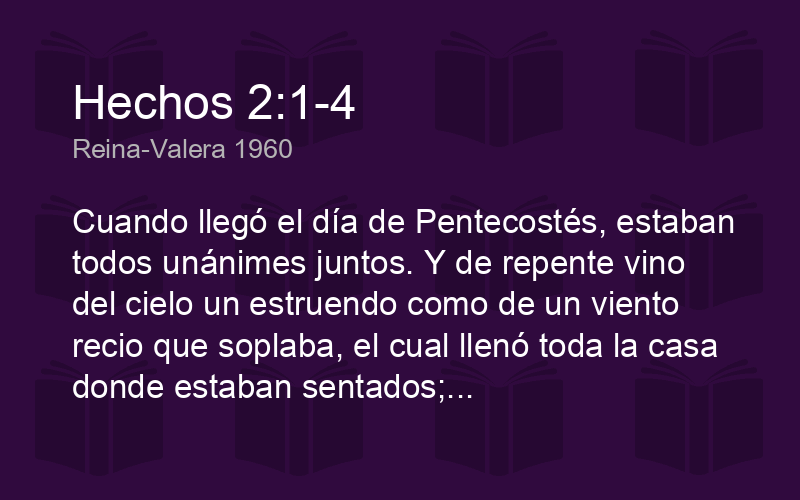 Hechos 2:1-4
Reina-Valera 1960
Cuando llegó el día de Pentecostés, estaban
todos unánimes juntos. Y de repente vino
del cielo un estruendo como de un viento
recio que soplaba, el cual llenó toda la casa
donde estaban sentados;...